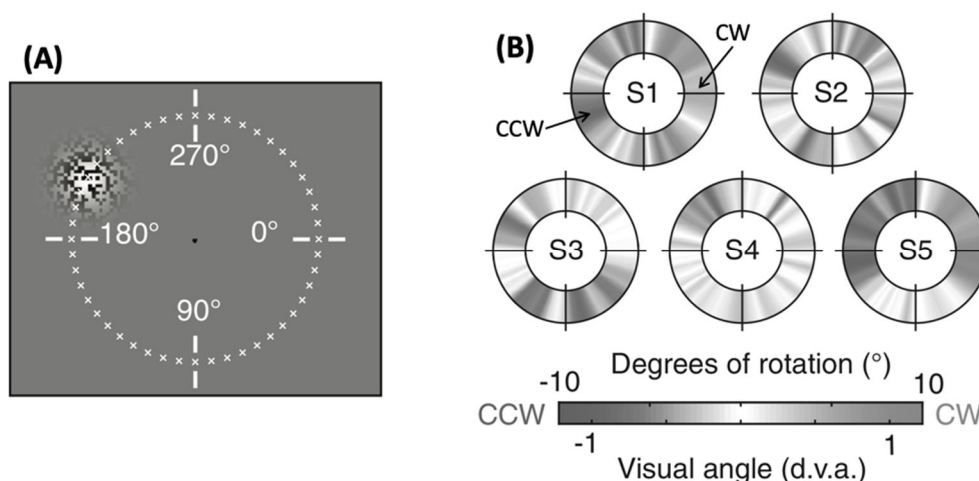 (A)
270°
180°
0°
90°
(B)
CW
S1
S2
CCW
S3
S4
S5
Degrees of rotation (°)
-10 10
CCW CW
-1 1
Visual angle (d.v.a.)